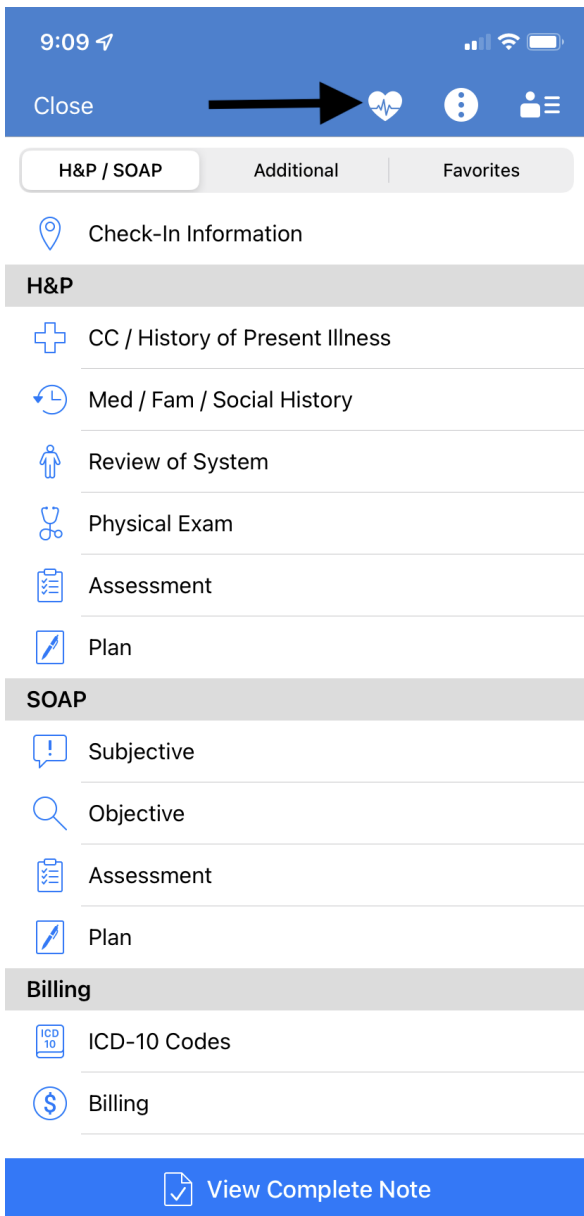 9:09
Close
H&P / SOAP Additional Favorites
Check-In Information
H&P
CC / History of Present Illness
Med / Fam / Social History
Review of System
Physical Exam
Assessment
Plan
SOAP
Subjective
Objective
Assessment
Plan
Billing
ICD 10 ICD-10 Codes
$ Billing
View Complete Note